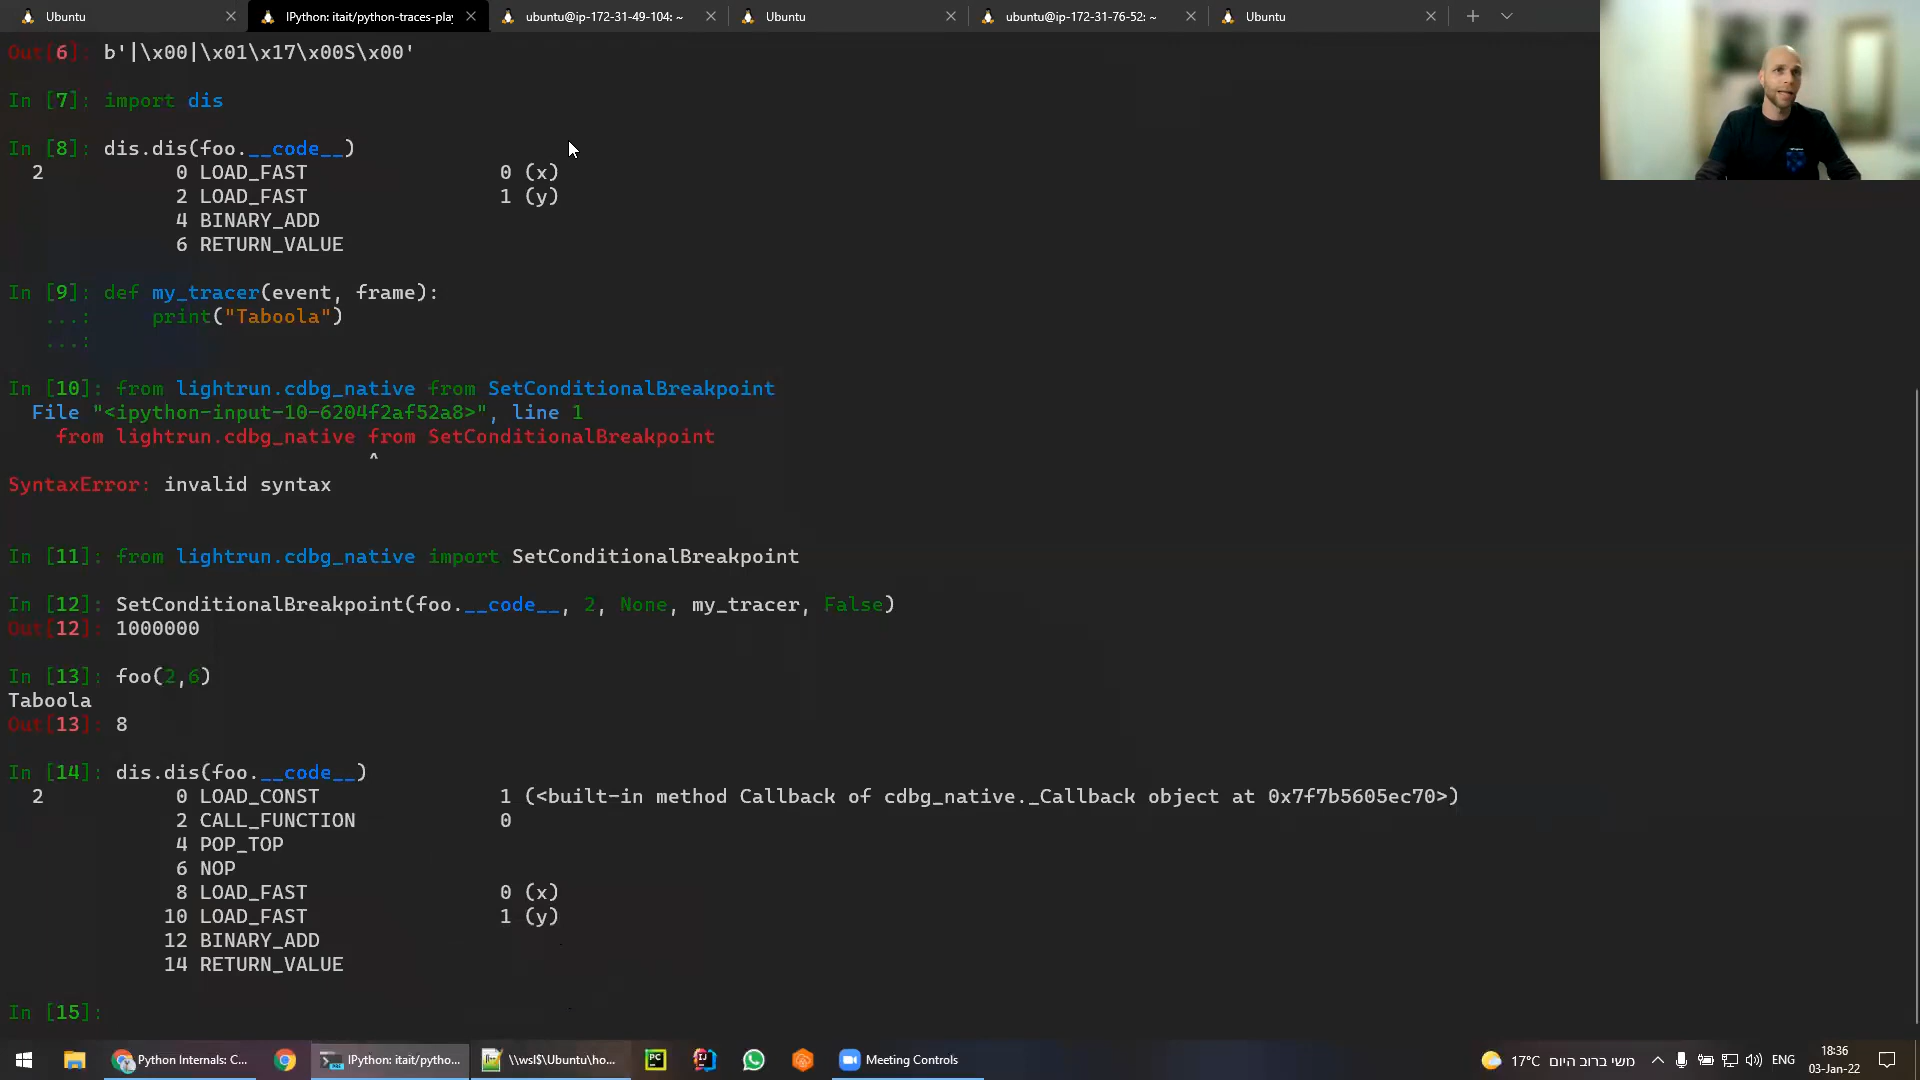 Ubuntu
IPython: itait/python-traces-play
ubuntu@ip-172-31-49-104: ~
Ubuntu
ubuntu@ip-172-31-76-52: ~
Ubuntu
Out[6]: b'|\x00|\x01\x17\x00S\x00'
In [7]: import dis
In [8]: dis.dis(foo.__code__)
2 0 LOAD_FAST 0 (x)
2 LOAD_FAST 1 (y)
4 BINARY_ADD
6 RETURN_VALUE
In [9]: def my_tracer(event, frame):
...: print("Taboola")
...:
In [10]: from lightrun.cdbg_native from SetConditionalBreakpoint
File "<ipython-input-10-6204f2af52a8>", line 1
from lightrun.cdbg_native from SetConditionalBreakpoint
^
SyntaxError: invalid syntax
In [11]: from lightrun.cdbg_native import SetConditionalBreakpoint
In [12]: SetConditionalBreakpoint(foo.__code__, 2, None, my_tracer, False)
Out[12]: 1000000
In [13]: foo(2,6)
Taboola
Out[13]: 8
In [14]: dis.dis(foo.__code__)
2 0 LOAD_CONST 1 (<built-in method Callback of cdbg_native._Callback object at 0x7f7b5605ec70>)
2 CALL_FUNCTION 0
4 POP_TOP
6 NOP
8 LOAD_FAST 0 (x)
10 LOAD_FAST 1 (y)
12 BINARY_ADD
14 RETURN_VALUE
In [15]:
Python Internals: C...
IPython: itait/pytho...
\\wsl$\Ubuntu\ho...
PC
IJ
Meeting Controls
17°C משי ברוב היום
ENG
18:36
03-Jan-22